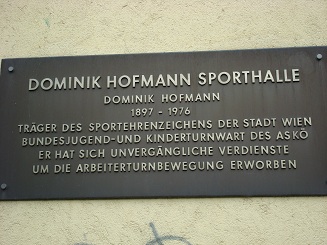 DOMINIK HOFMANN SPORTHALLE
DOMINIK HOFMANN
1897 - 1976
TRÄGER DES SPORTEHRENZEICHENS DER STADT WIEN
BUNDESJUGEND-UND KINDERTURNWART DES ASKÖ
ER HAT SICH UNVERGÄNGLICHE VERDIENSTE
UM DIE ARBEITERTURNBEWEGUNG ERWORBEN